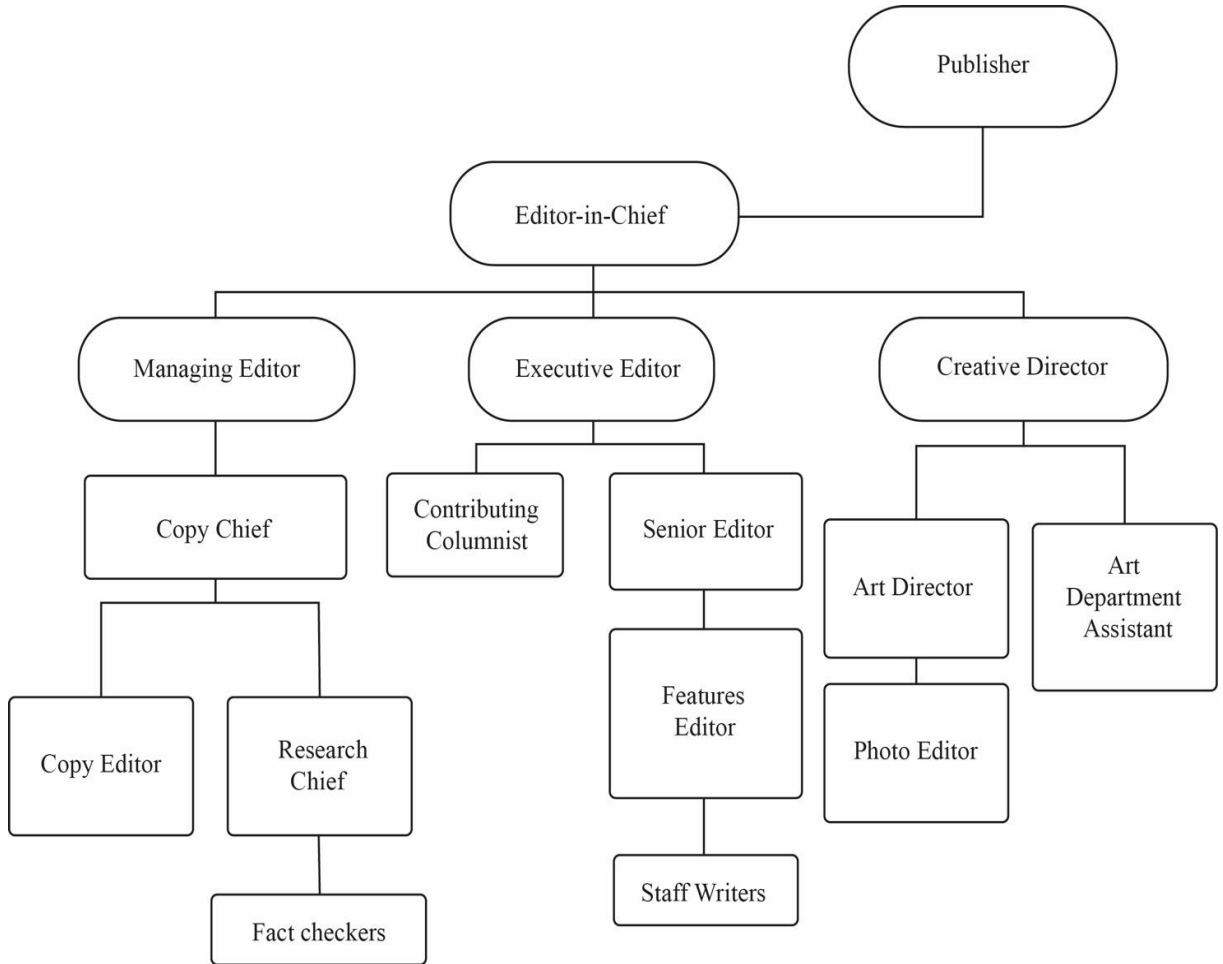 Publisher
Editor-in-Chief
Managing Editor
Executive Editor
Creative Director
Copy Chief
Contributing
Columnist
Senior Editor
Art Director
Art
Department
Assistant
Copy Editor
Research
Chief
Features
Editor
Photo Editor
Fact checkers
Staff Writers